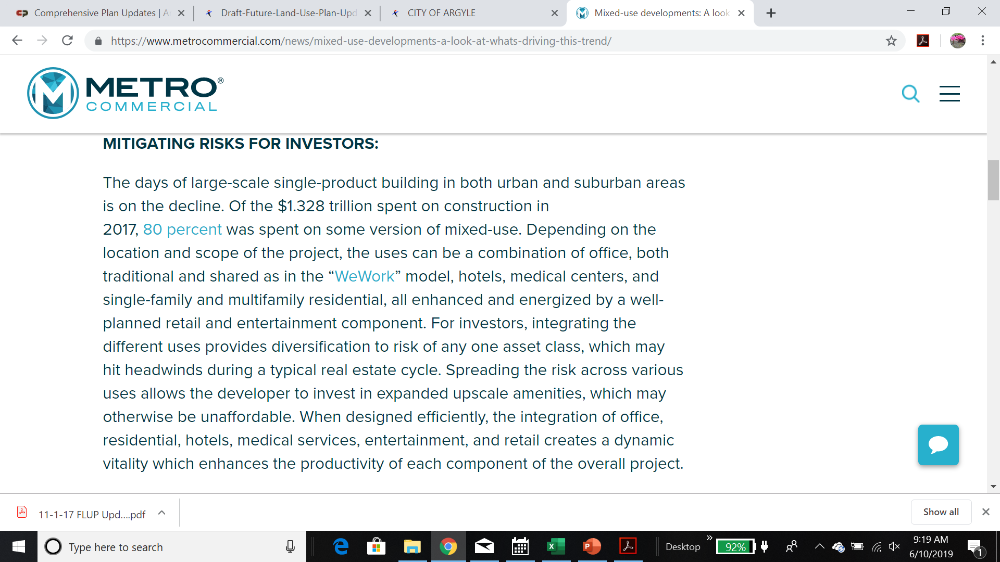 Comprehensive Plan Updates | A
Draft-Future-Land-Use-Plan-Upd
CITY OF ARGYLE
Mixed-use developments: A look
https://www.metrocommercial.com/news/mixed-use-developments-a-look-at-whats-driving-this-trend/
METRO®
COMMERCIAL
MITIGATING RISKS FOR INVESTORS:
The days of large-scale single-product building in both urban and suburban areas
is on the decline. Of the $1.328 trillion spent on construction in
2017, 80 percent was spent on some version of mixed-use. Depending on the
location and scope of the project, the uses can be a combination of office, both
traditional and shared as in the “WeWork” model, hotels, medical centers, and
single-family and multifamily residential, all enhanced and energized by a well-
planned retail and entertainment component. For investors, integrating the
different uses provides diversification to risk of any one asset class, which may
hit headwinds during a typical real estate cycle. Spreading the risk across various
uses allows the developer to invest in expanded upscale amenities, which may
otherwise be unaffordable. When designed efficiently, the integration of office,
residential, hotels, medical services, entertainment, and retail creates a dynamic
vitality which enhances the productivity of each component of the overall project.
11-1-17 FLUP Upd....pdf
Show all
Type here to search
Desktop
92%
9:19 AM
6/10/2019
1